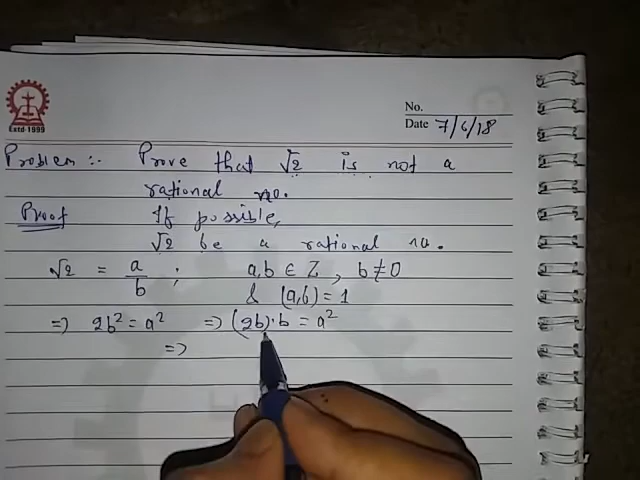 No.
Date 7/6/18
Estd-1999
Problem :- Prove that √2 is not a
rational no.
Proof If possible,
√2 be a rational no.
√2 = a/b ; a,b ∈ Z, b≠0
& (a,b) = 1
=> 2b² = a² => (2b)·b = a²
=>